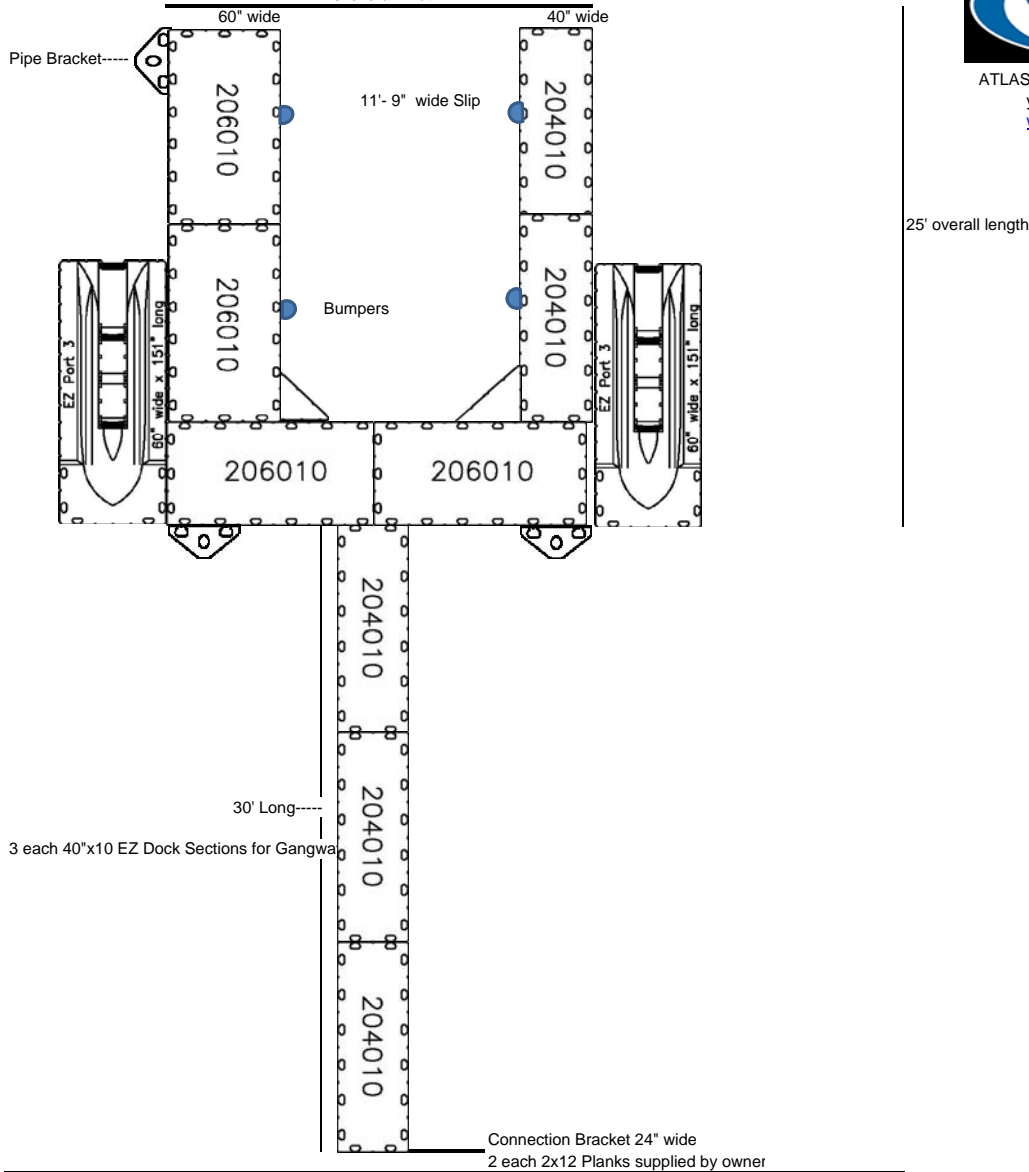 60" wide
40" wide
Pipe Bracket-----
ATLAS
206010
11'- 9" wide Slip
204010
25' overall length
206010
Bumpers
204010
EZ Port 3
60" wide x 151" long
EZ Port 3
60" wide x 151" long
206010
206010
204010
204010
30' Long-----
3 each 40"x10 EZ Dock Sections for Gangwa
204010
Connection Bracket 24" wide
2 each 2x12 Planks supplied by owner